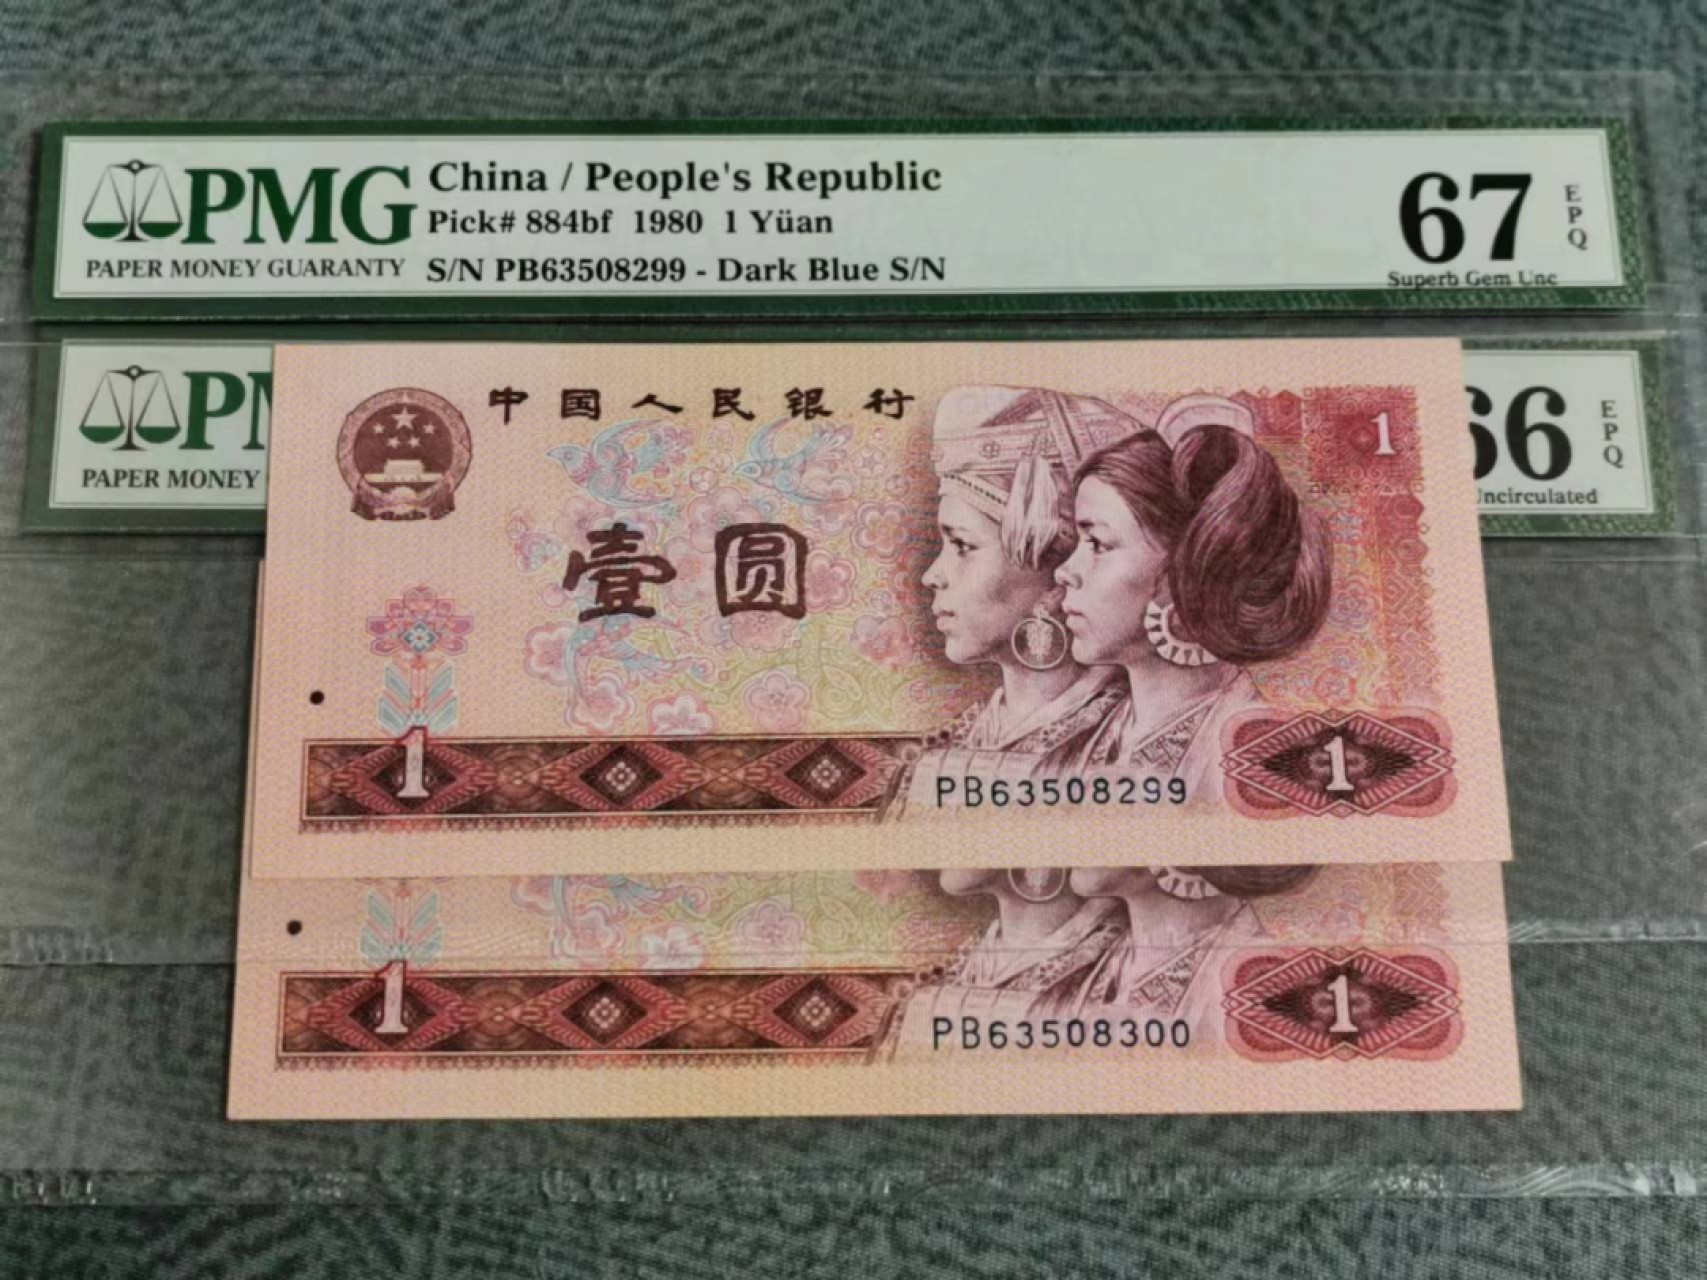 PMG
PAPER MONEY GUARANTY
China / People's Republic
Pick# 884bf 1980 1 Yüan
S/N PB63508299 - Dark Blue S/N
67
EPQ
Superb Gem Unc
PAPER MONEY
66
EPQ
Uncirculated
中国人民银行
1
壹圆
1
PB63508299
1
1
PB63508300
1